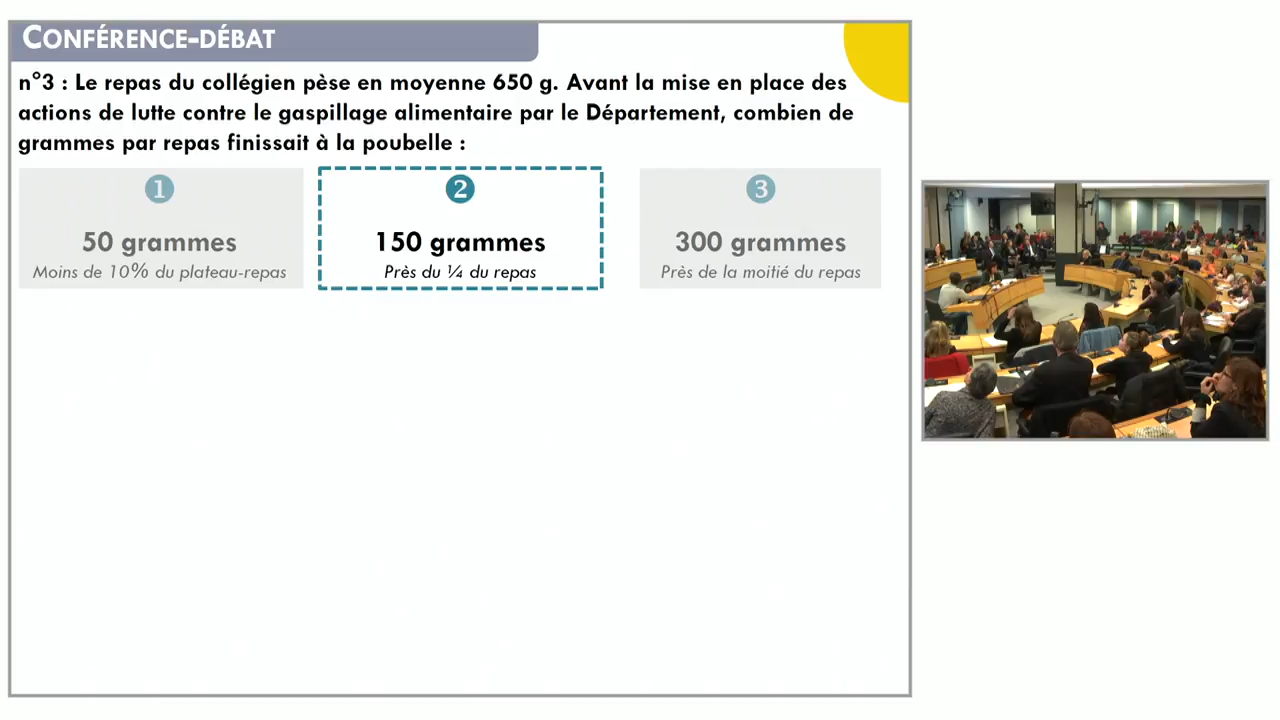 CONFÉRENCE-DÉBAT
n°3 : Le repas du collégien pèse en moyenne 650 g. Avant la mise en place des
actions de lutte contre le gaspillage alimentaire par le Département, combien de
grammes par repas finissait à la poubelle :
1
50 grammes
Moins de 10% du plateau-repas
2
150 grammes
Près du ¼ du repas
3
300 grammes
Près de la moitié du repas